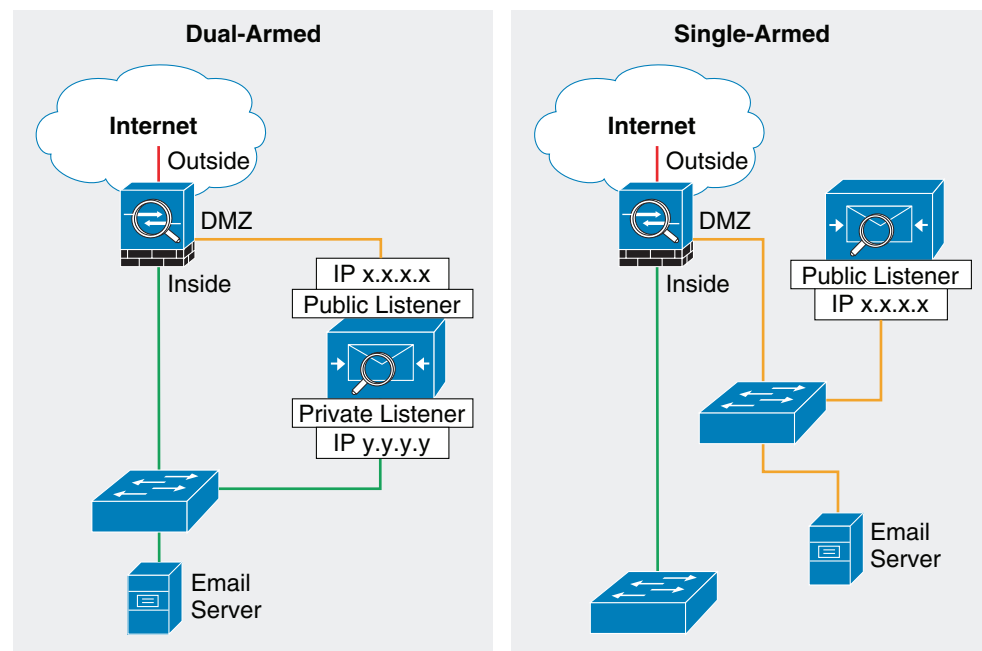 Dual-Armed
Internet
Outside
DMZ
Inside
IP x.x.x.x
Public Listener
Private Listener
IP y.y.y.y
Email
Server
Single-Armed
Internet
Outside
DMZ
Inside
Public Listener
IP x.x.x.x
Email
Server